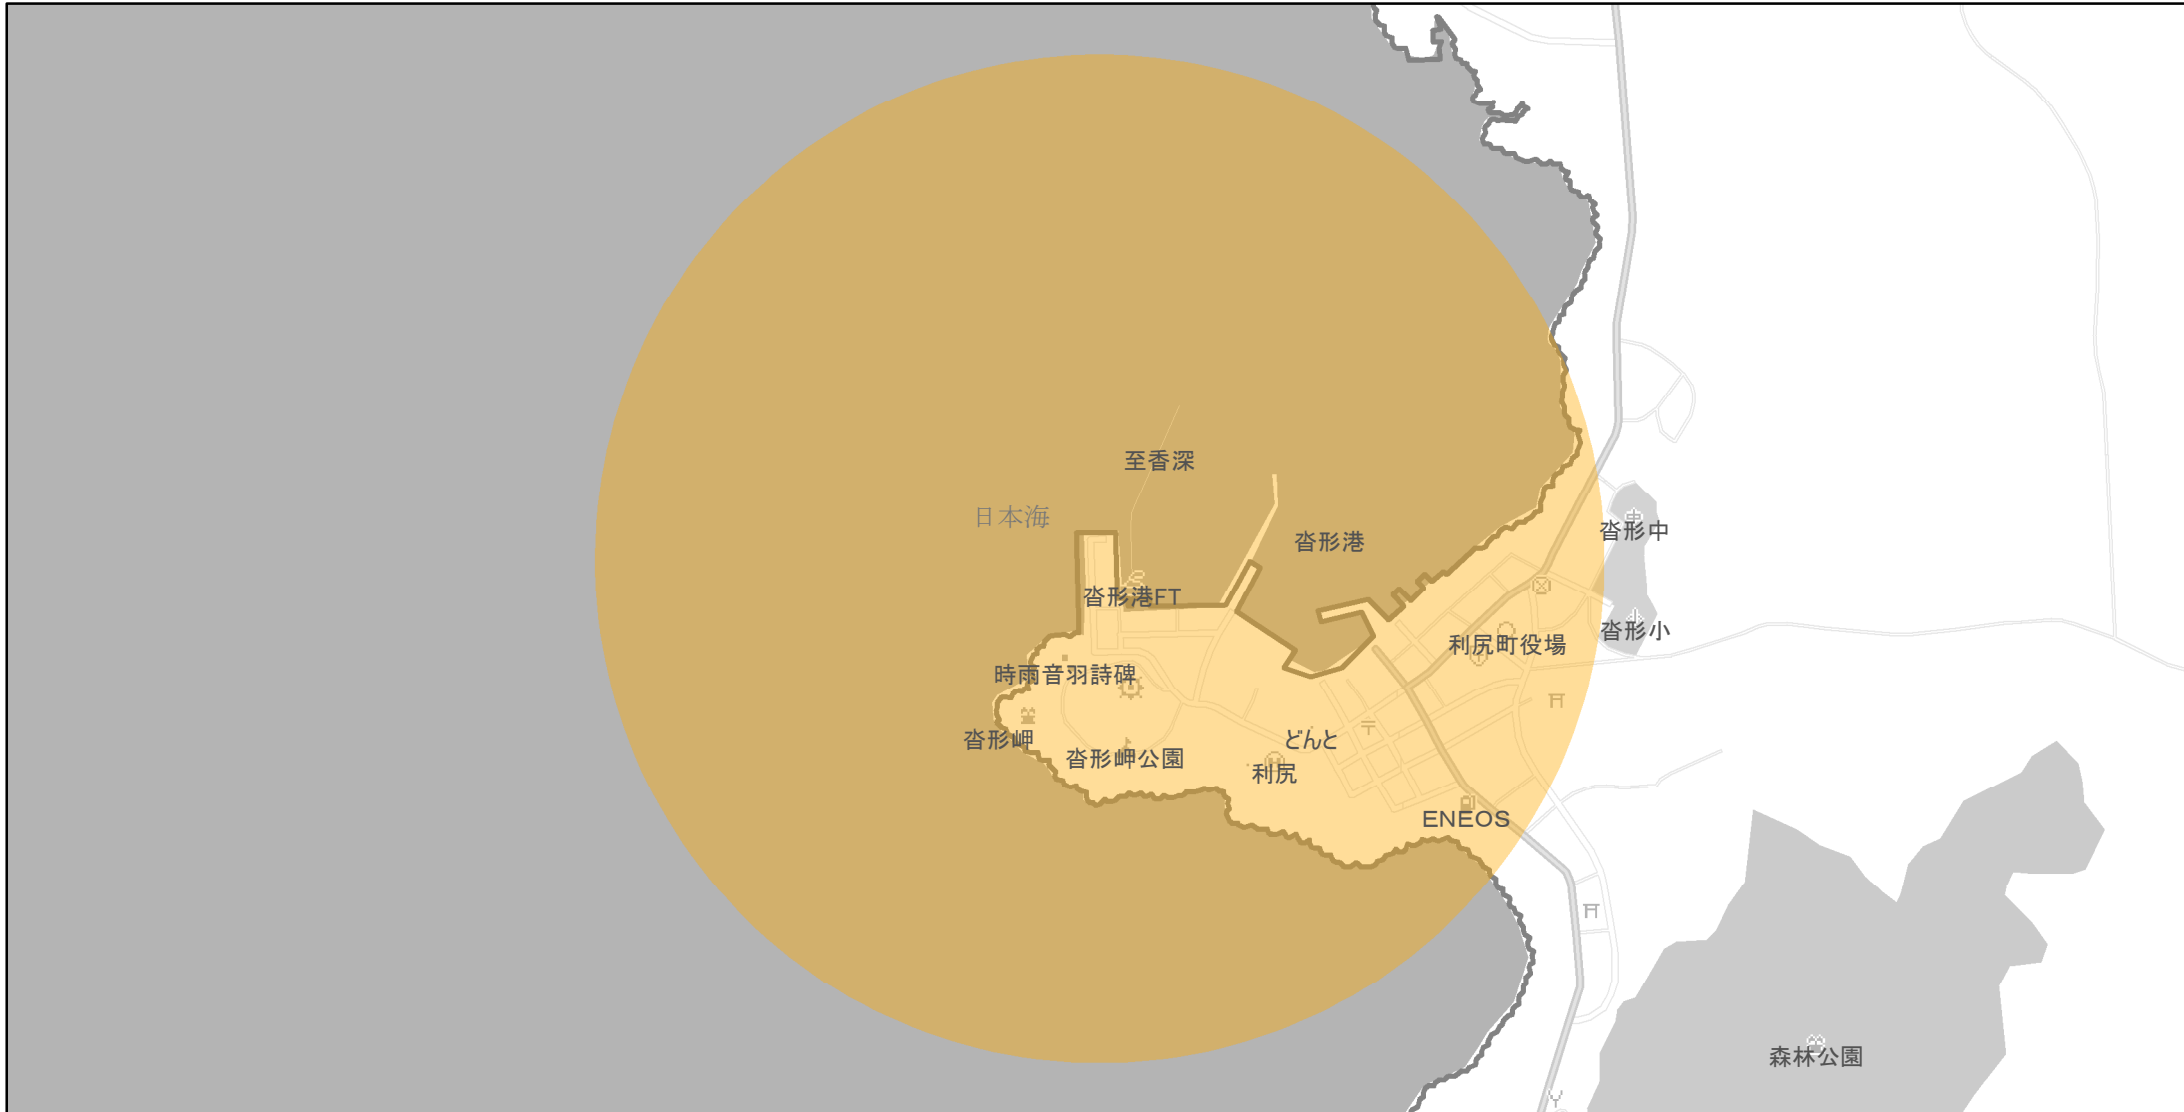 至香深
日本海
沓形港
沓形中
沓形港FT
沓形小
利尻町役場
時雨音羽詩碑
沓形岬
どんと
沓形岬公園
利尻
ENEOS
森林公園